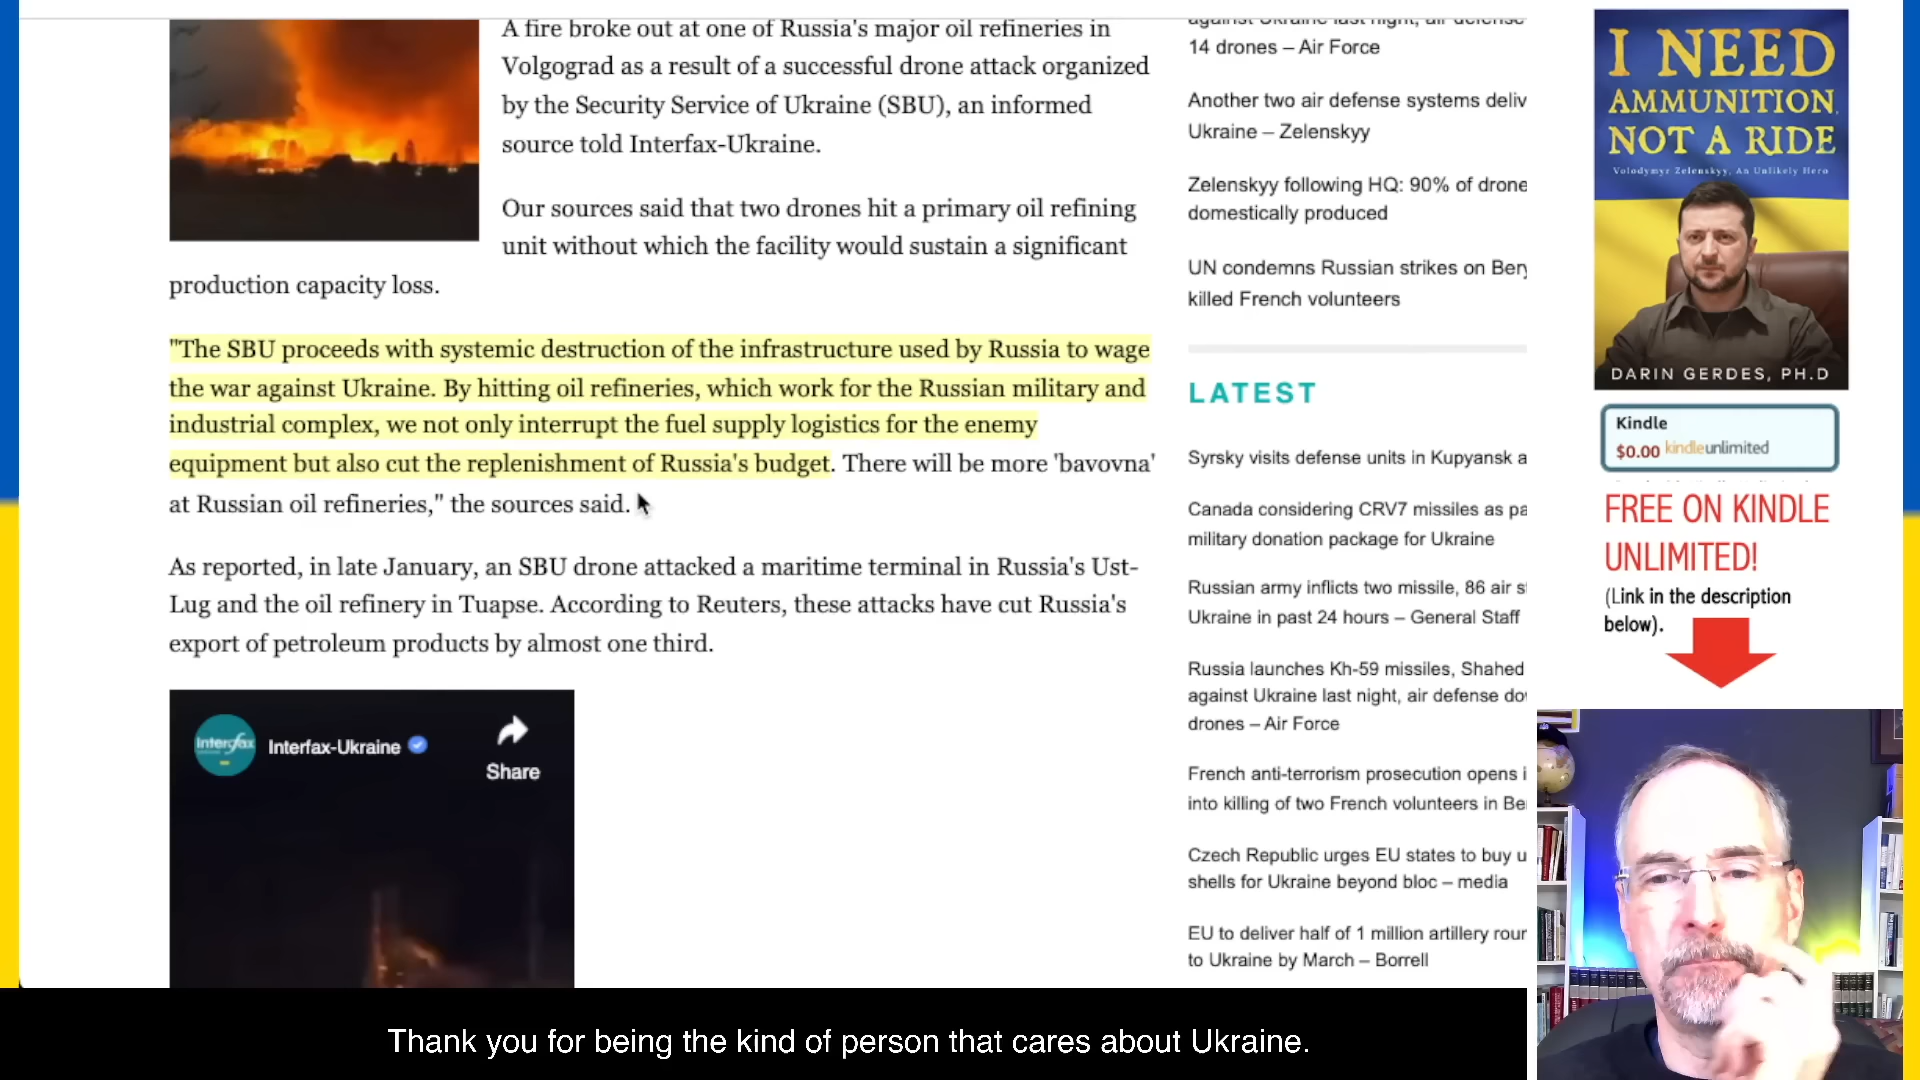 A fire broke out at one of Russia's major oil refineries in
Volgograd as a result of a successful drone attack organized
by the Security Service of Ukraine (SBU), an informed
source told Interfax-Ukraine.
Our sources said that two drones hit a primary oil refining
unit without which the facility would sustain a significant
production capacity loss.
"The SBU proceeds with systemic destruction of the infrastructure used by Russia to wage
the war against Ukraine. By hitting oil refineries, which work for the Russian military and
industrial complex, we not only interrupt the fuel supply logistics for the enemy
equipment but also cut the replenishment of Russia's budget. There will be more 'bavovna'
at Russian oil refineries," the sources said.
As reported, in late January, an SBU drone attacked a maritime terminal in Russia's Ust-
Lug and the oil refinery in Tuapse. According to Reuters, these attacks have cut Russia's
export of petroleum products by almost one third.
Interfax
Interfax-Ukraine
Share
against Ukraine last night, air defense
14 drones – Air Force
Another two air defense systems deliv
Ukraine – Zelenskyy
Zelenskyy following HQ: 90% of drone
domestically produced
UN condemns Russian strikes on Bery
killed French volunteers
LATEST
Syrsky visits defense units in Kupyansk a
Canada considering CRV7 missiles as pa
military donation package for Ukraine
Russian army inflicts two missile, 86 air s
Ukraine in past 24 hours – General Staff
Russia launches Kh-59 missiles, Shahed
against Ukraine last night, air defense do
drones – Air Force
French anti-terrorism prosecution opens i
into killing of two French volunteers in Be
Czech Republic urges EU states to buy u
shells for Ukraine beyond bloc – media
EU to deliver half of 1 million artillery rour
to Ukraine by March – Borrell
I NEED
AMMUNITION,
NOT A RIDE
Volodymyr Zelenskyy, An Unlikely Hero
DARIN GERDES, PH.D
Kindle
$0.00 kindleunlimited
FREE ON KINDLE
UNLIMITED!
(Link in the description
below).
Thank you for being the kind of person that cares about Ukraine.